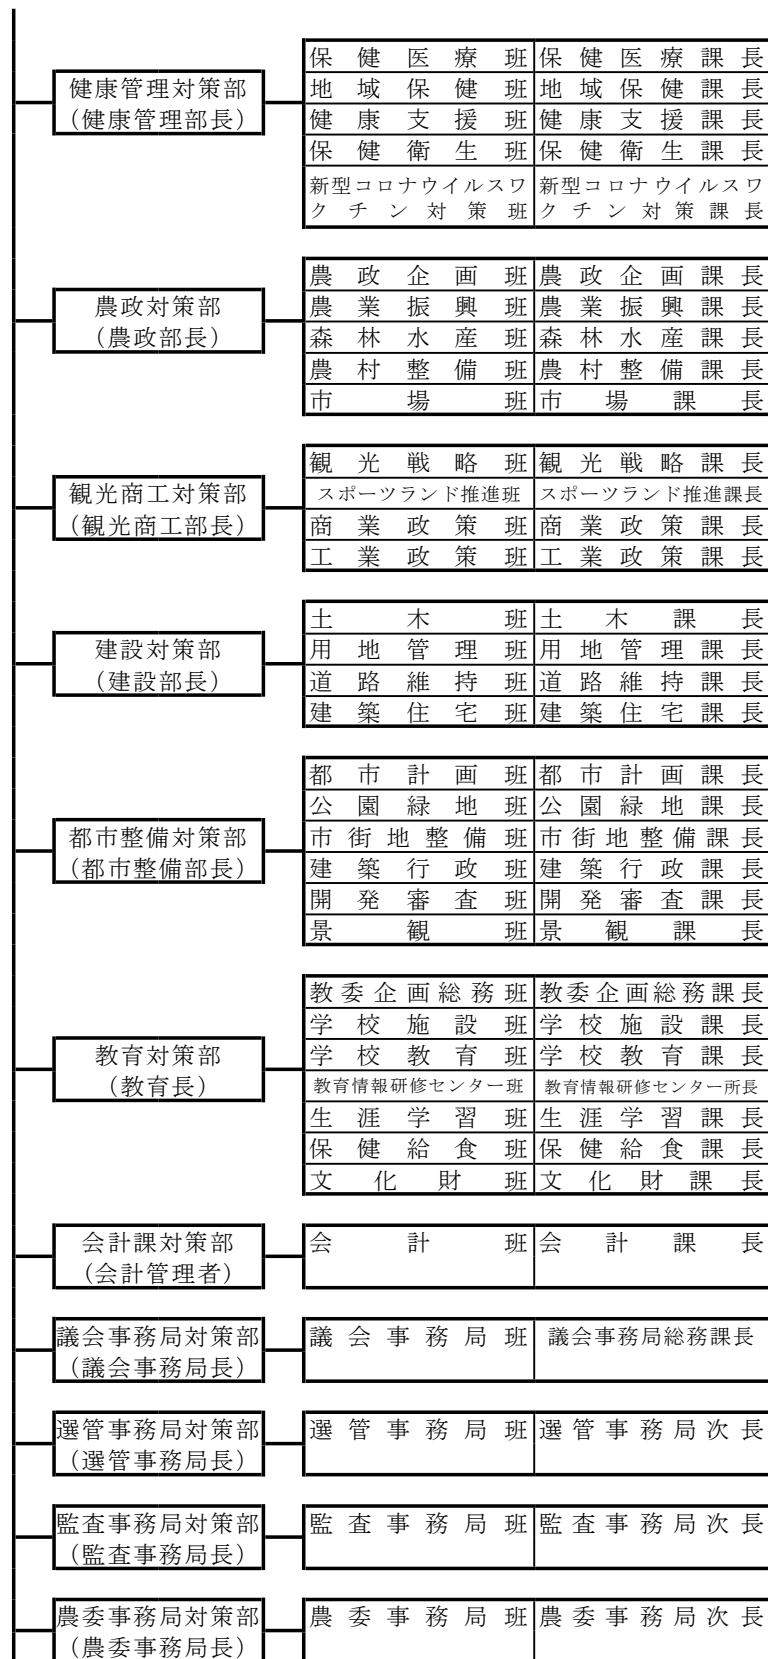 保健医療班 保健医療課長
地域保健班 地域保健課長
健康管理対策部
(健康管理部長)
健康支援班 健康支援課長
保健衛生班 保健衛生課長
新型コロナウイルスワ 新型コロナウイルスワ
クチン対策班 クチン対策課長
農政企画班 農政企画課長
農業振興班 農業振興課長
農政対策部
(農政部長)
森林水産班 森林水産課長
農村整備班 農村整備課長
市場班 市場課長
観光戦略班 観光戦略課長
観光商工対策部
(観光商工部長)
スポーツランド推進班 スポーツランド推進課長
商業政策班 商業政策課長
工業政策班 工業政策課長
土木班 土木課長
建設対策部
(建設部長)
用地管理班 用地管理課長
道路維持班 道路維持課長
建築住宅班 建築住宅課長
都市計画班 都市計画課長
公園緑地班 公園緑地課長
都市整備対策部
(都市整備部長)
市街地整備班 市街地整備課長
建築行政班 建築行政課長
開発審査班 開発審査課長
景観班 景観課長
教委企画総務班 教委企画総務課長
学校施設班 学校施設課長
教育対策部
(教育長)
学校教育班 学校教育課長
教育情報研修センター班 教育情報研修センター所長
生涯学習班 生涯学習課長
保健給食班 保健給食課長
文化財班 文化財課長
会計課対策部
(会計管理者)
会計班 会計課長
議会事務局対策部
(議会事務局長)
議会事務局班 議会事務局総務課長
選管事務局対策部
(選管事務局長)
選管事務局班 選管事務局次長
監査事務局対策部
(監査事務局長)
監査事務局班 監査事務局次長
農委事務局対策部
(農委事務局長)
農委事務局班 農委事務局次長